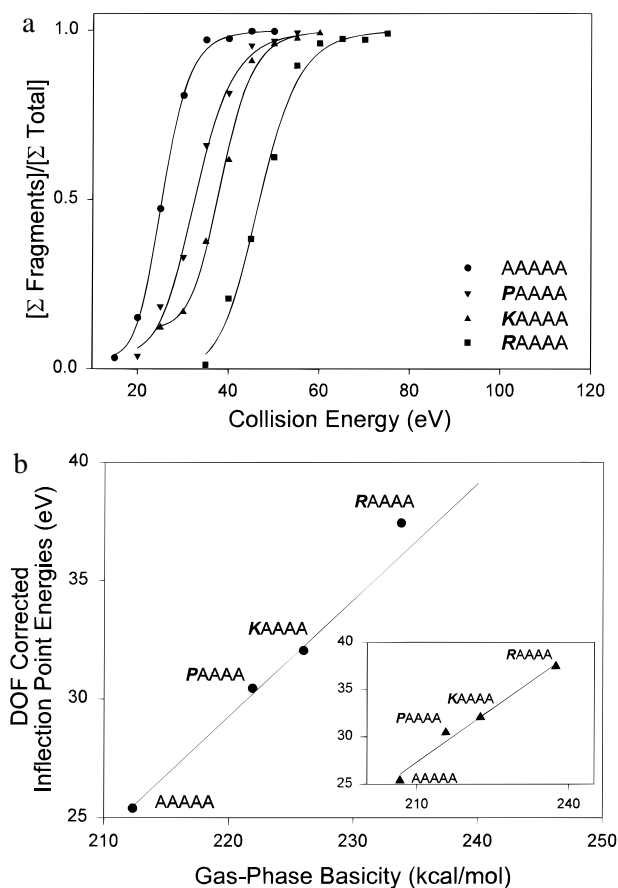 a
[Σ Fragments]/[Σ Total]
1.0
0.5
0.0
AAAAA
PAAAA
KAAAA
RAAAA
20 40 60 80 100 120
Collision Energy (eV)
b
DOF Corrected
Inflection Point Energies (eV)
40
35
30
25
RAAAA
KAAAA
PAAAA
AAAAA
40
35
30
25
RAAAA
KAAAA
PAAAA
AAAAA
210 240
210 220 230 240 250
Gas-Phase Basicity (kcal/mol)